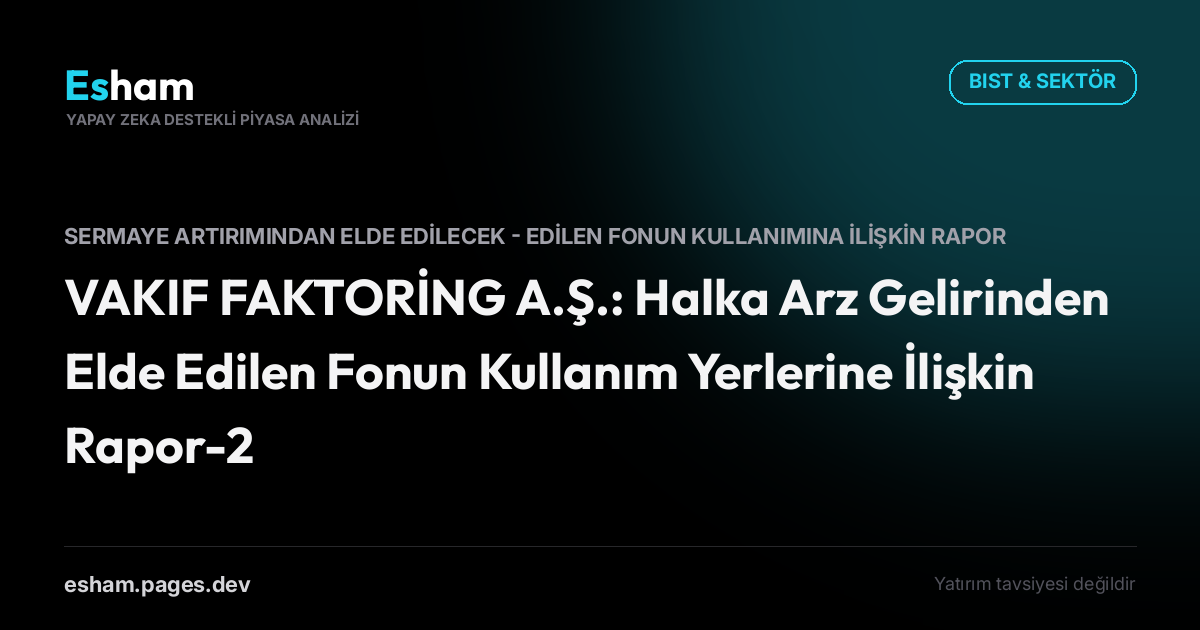 Esham
YAPAY ZEKA DESTEKLİ PİYASA ANALİZİ
BIST & SEKTÖR
SERMAYE ARTIRIMINDAN ELDE EDİLECEK - EDİLEN FONUN KULLANIMINA İLİŞKİN RAPOR
VAKIF FAKTORİNG A.Ş.: Halka Arz Gelirinden
Elde Edilen Fonun Kullanım Yerlerine İlişkin
Rapor-2
esham.pages.dev
Yatırım tavsiyesi değildir